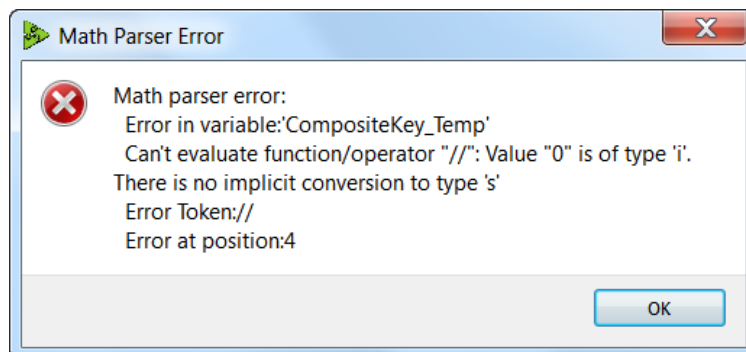 Math Parser Error
Math parser error:
Error in variable:'CompositeKey_Temp'
Can't evaluate function/operator "//": Value "0" is of type 'i'.
There is no implicit conversion to type 's'
Error Token://
Error at position:4
OK